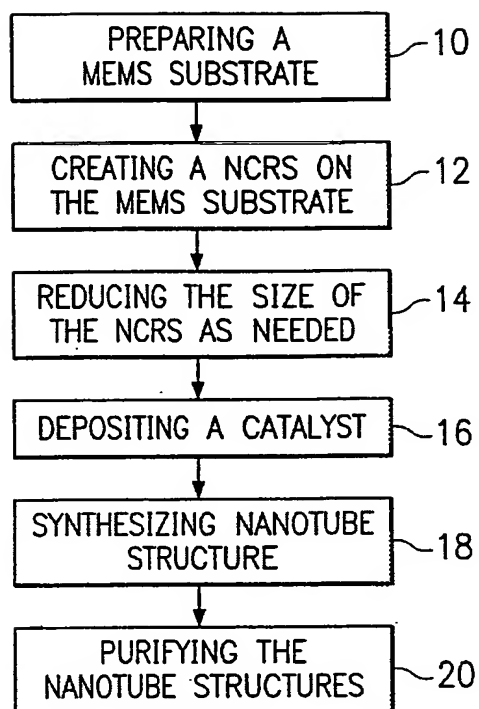 PREPARING A
MEMS SUBSTRATE
10
CREATING A NCRS ON
THE MEMS SUBSTRATE
12
REDUCING THE SIZE OF
THE NCRS AS NEEDED
14
DEPOSITING A CATALYST
16
SYNTHESIZING NANOTUBE
STRUCTURE
18
PURIFYING THE
NANOTUBE STRUCTURES
20